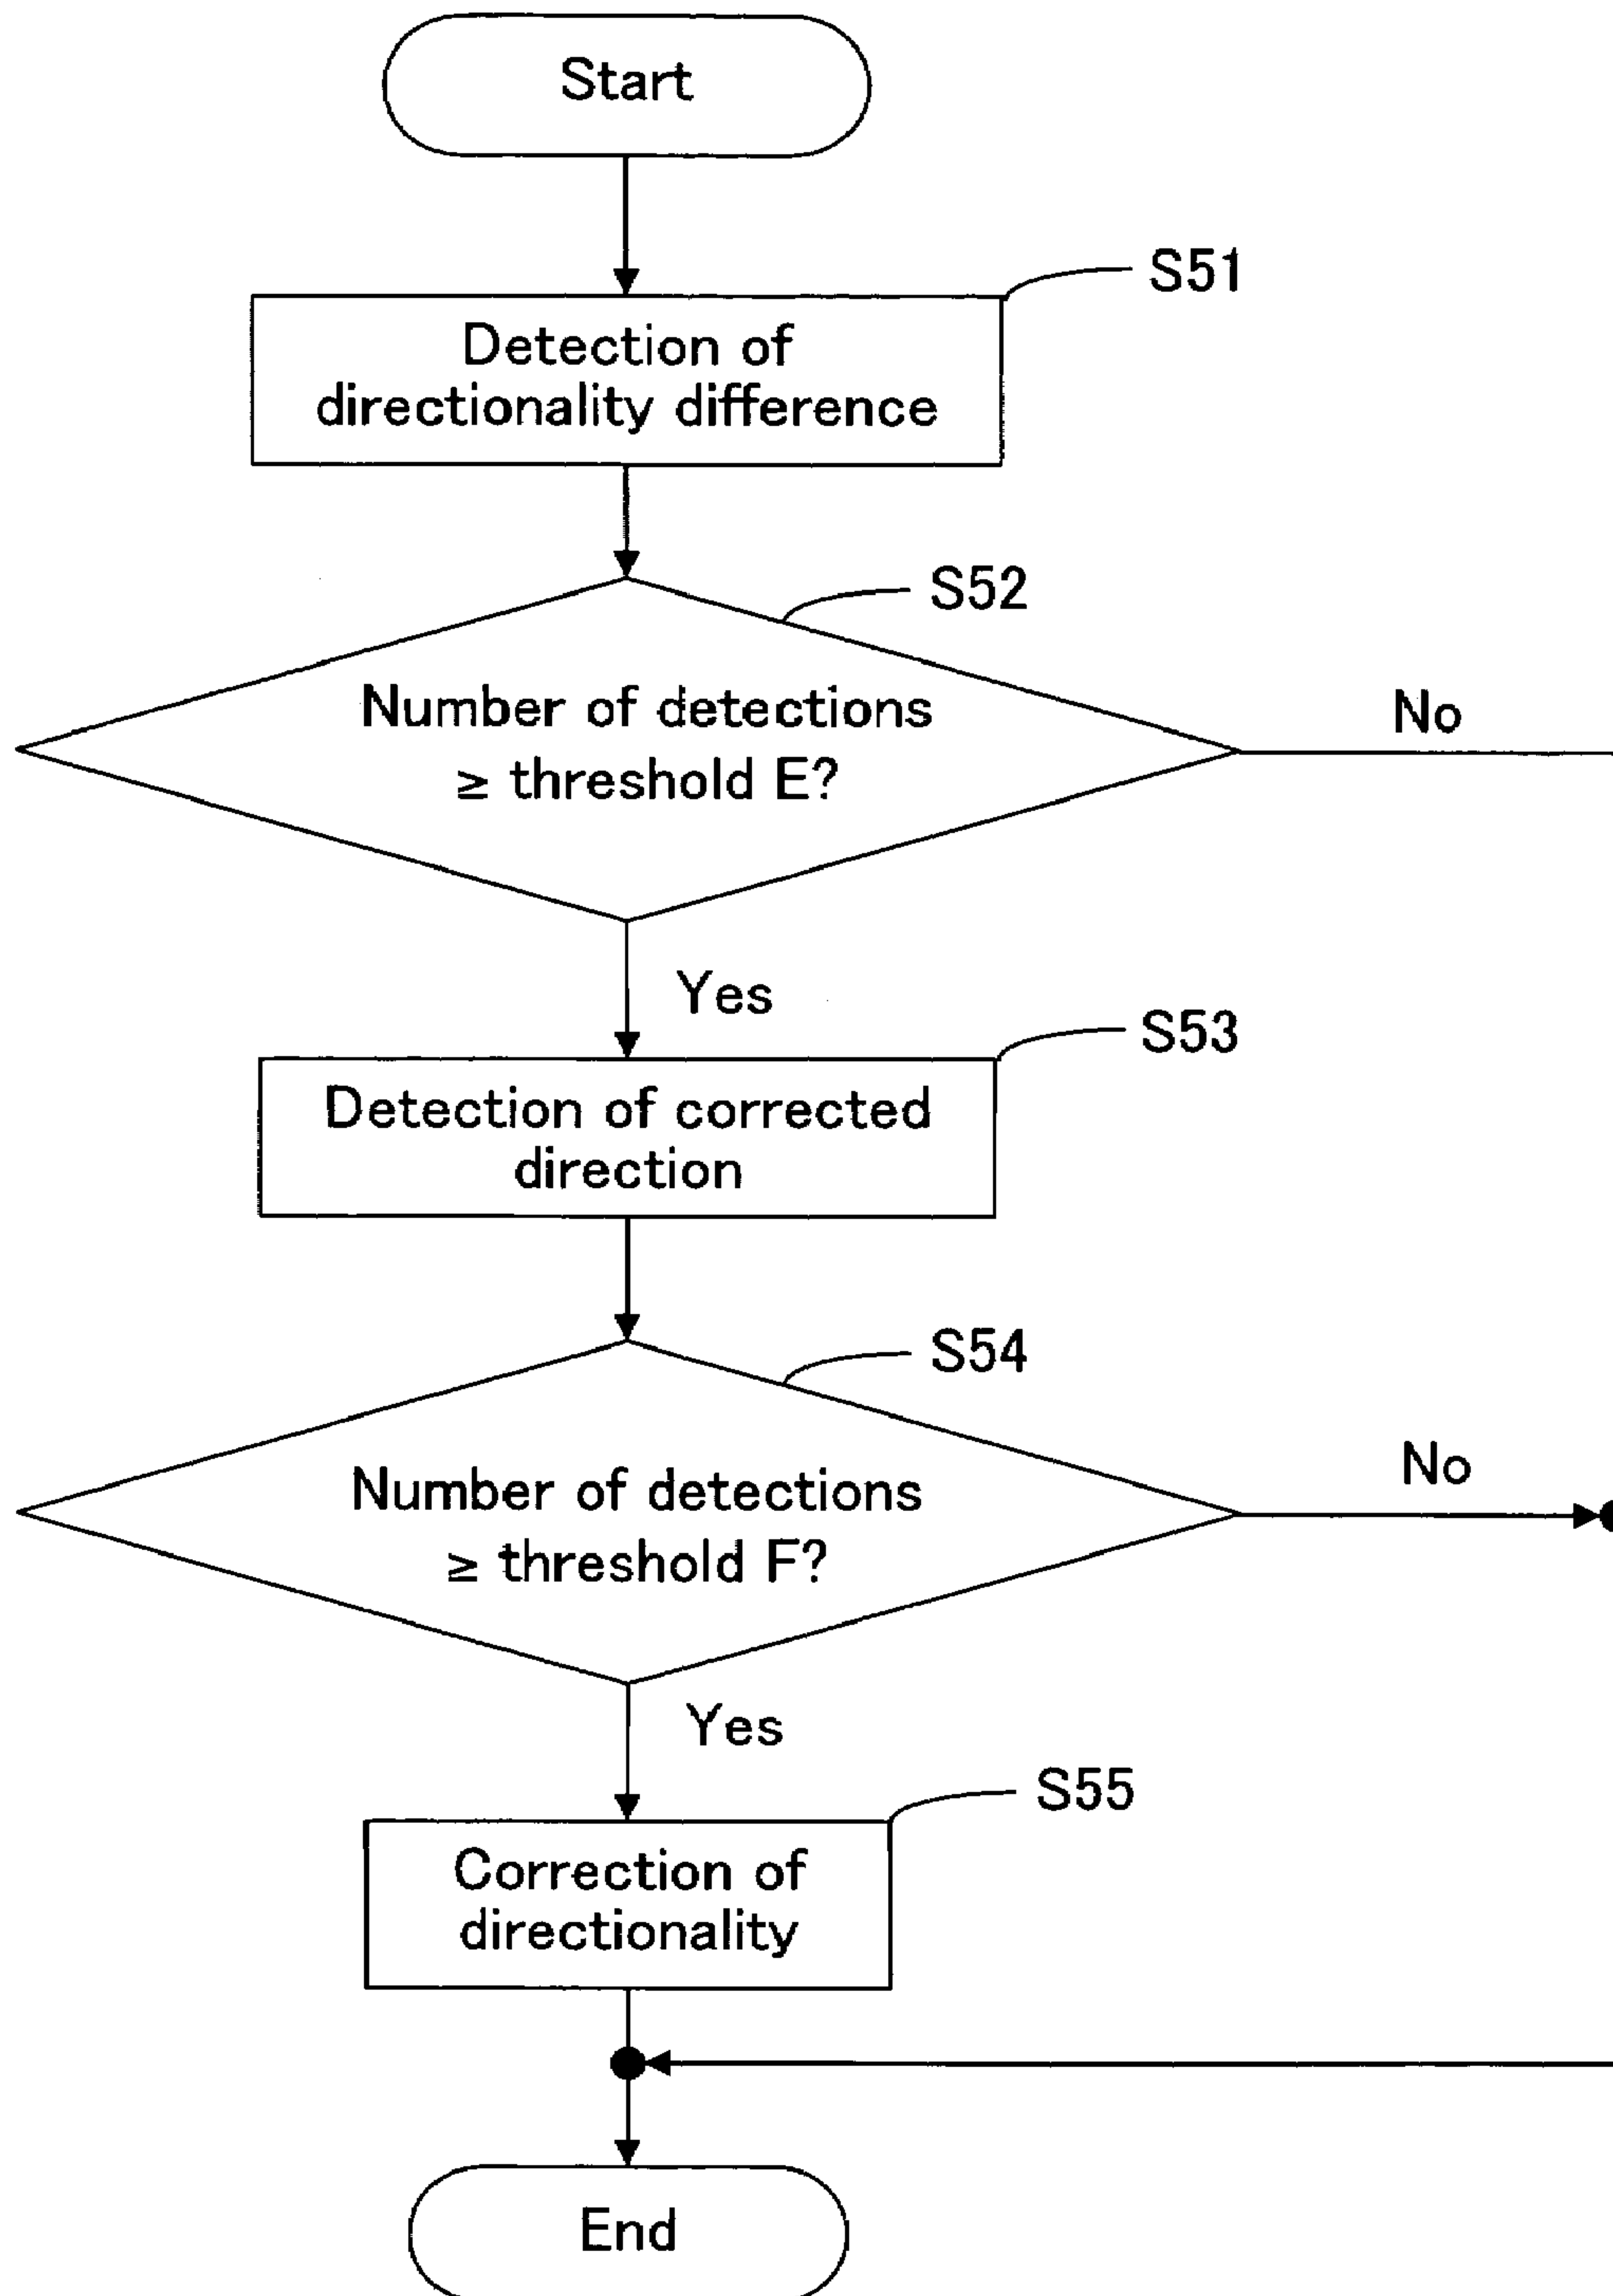 Start
S51
Detection of
directionality difference
S52
Number of detections
≥ threshold E?
No
Yes
S53
Detection of corrected
direction
S54
Number of detections
≥ threshold F?
No
Yes
S55
Correction of
directionality
End